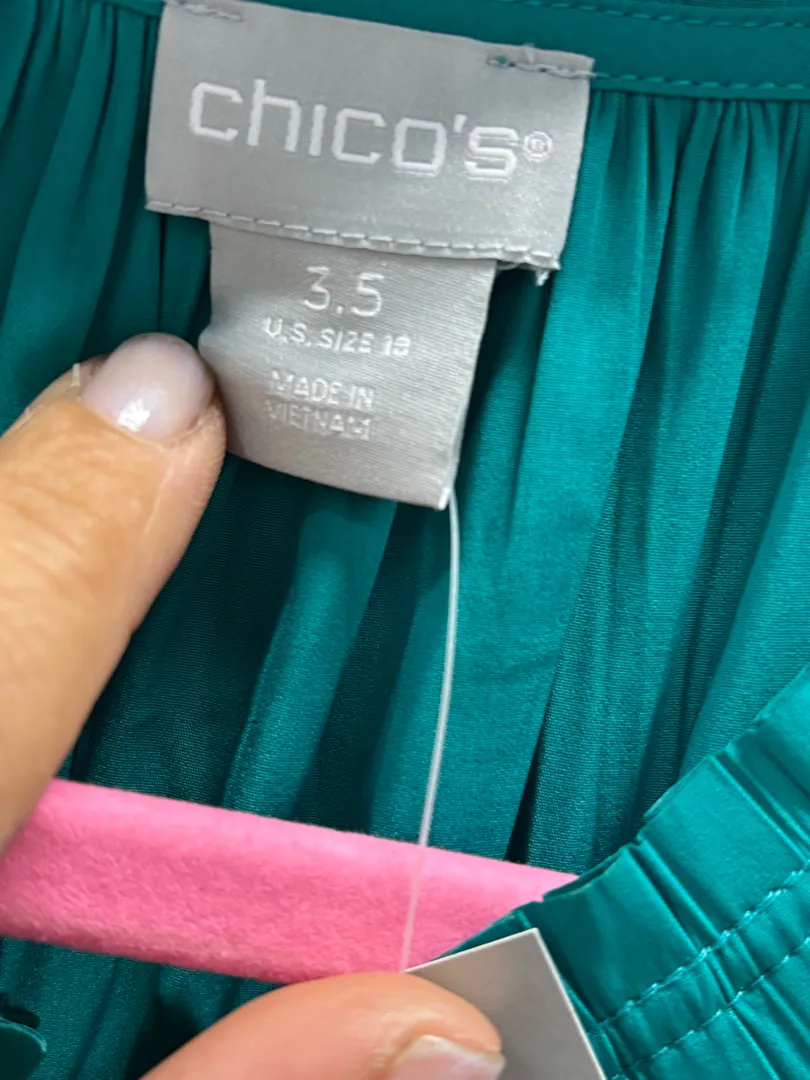 chico's®
3.5
U.S. SIZE 18
MADE IN
VIETNAM